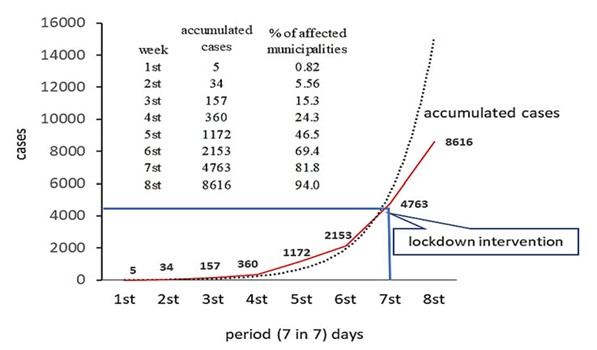 16000
14000
12000
10000
8000
6000
4000
2000
0
cases
week accumulated cases % of affected municipalities
1st 5 0.82
2st 34 5.56
3st 157 15.3
4st 360 24.3
5st 1172 46.5
6st 2153 69.4
7st 4763 81.8
8st 8616 94.0
accumulated cases
8616
4763
lockdown intervention
2153
1172
5 34 157 360
1st 2st 3st 4st 5st 6st 7st 8st
period (7 in 7) days